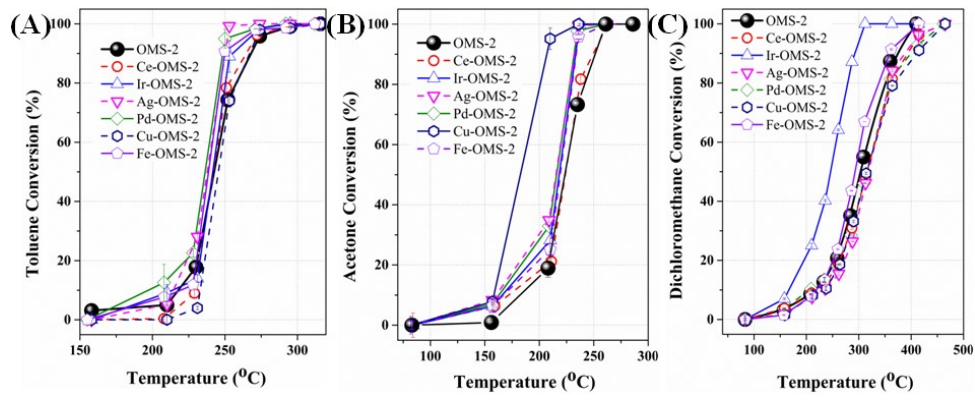 (A)
Toluene Conversion (%)
100
80
60
40
20
0
OMS-2
Ce-OMS-2
Ir-OMS-2
Ag-OMS-2
Pd-OMS-2
Cu-OMS-2
Fe-OMS-2
150
200
250
300
Temperature (⁰C)
(B)
Acetone Conversion (%)
100
80
60
40
20
0
OMS-2
Ce-OMS-2
Ir-OMS-2
Ag-OMS-2
Pd-OMS-2
Cu-OMS-2
Fe-OMS-2
100
150
200
250
300
Temperature (⁰C)
(C)
Dichloromethane Conversion (%)
100
80
60
40
20
0
OMS-2
Ce-OMS-2
Ir-OMS-2
Ag-OMS-2
Pd-OMS-2
Cu-OMS-2
Fe-OMS-2
100
200
300
400
500
Temperature (⁰C)